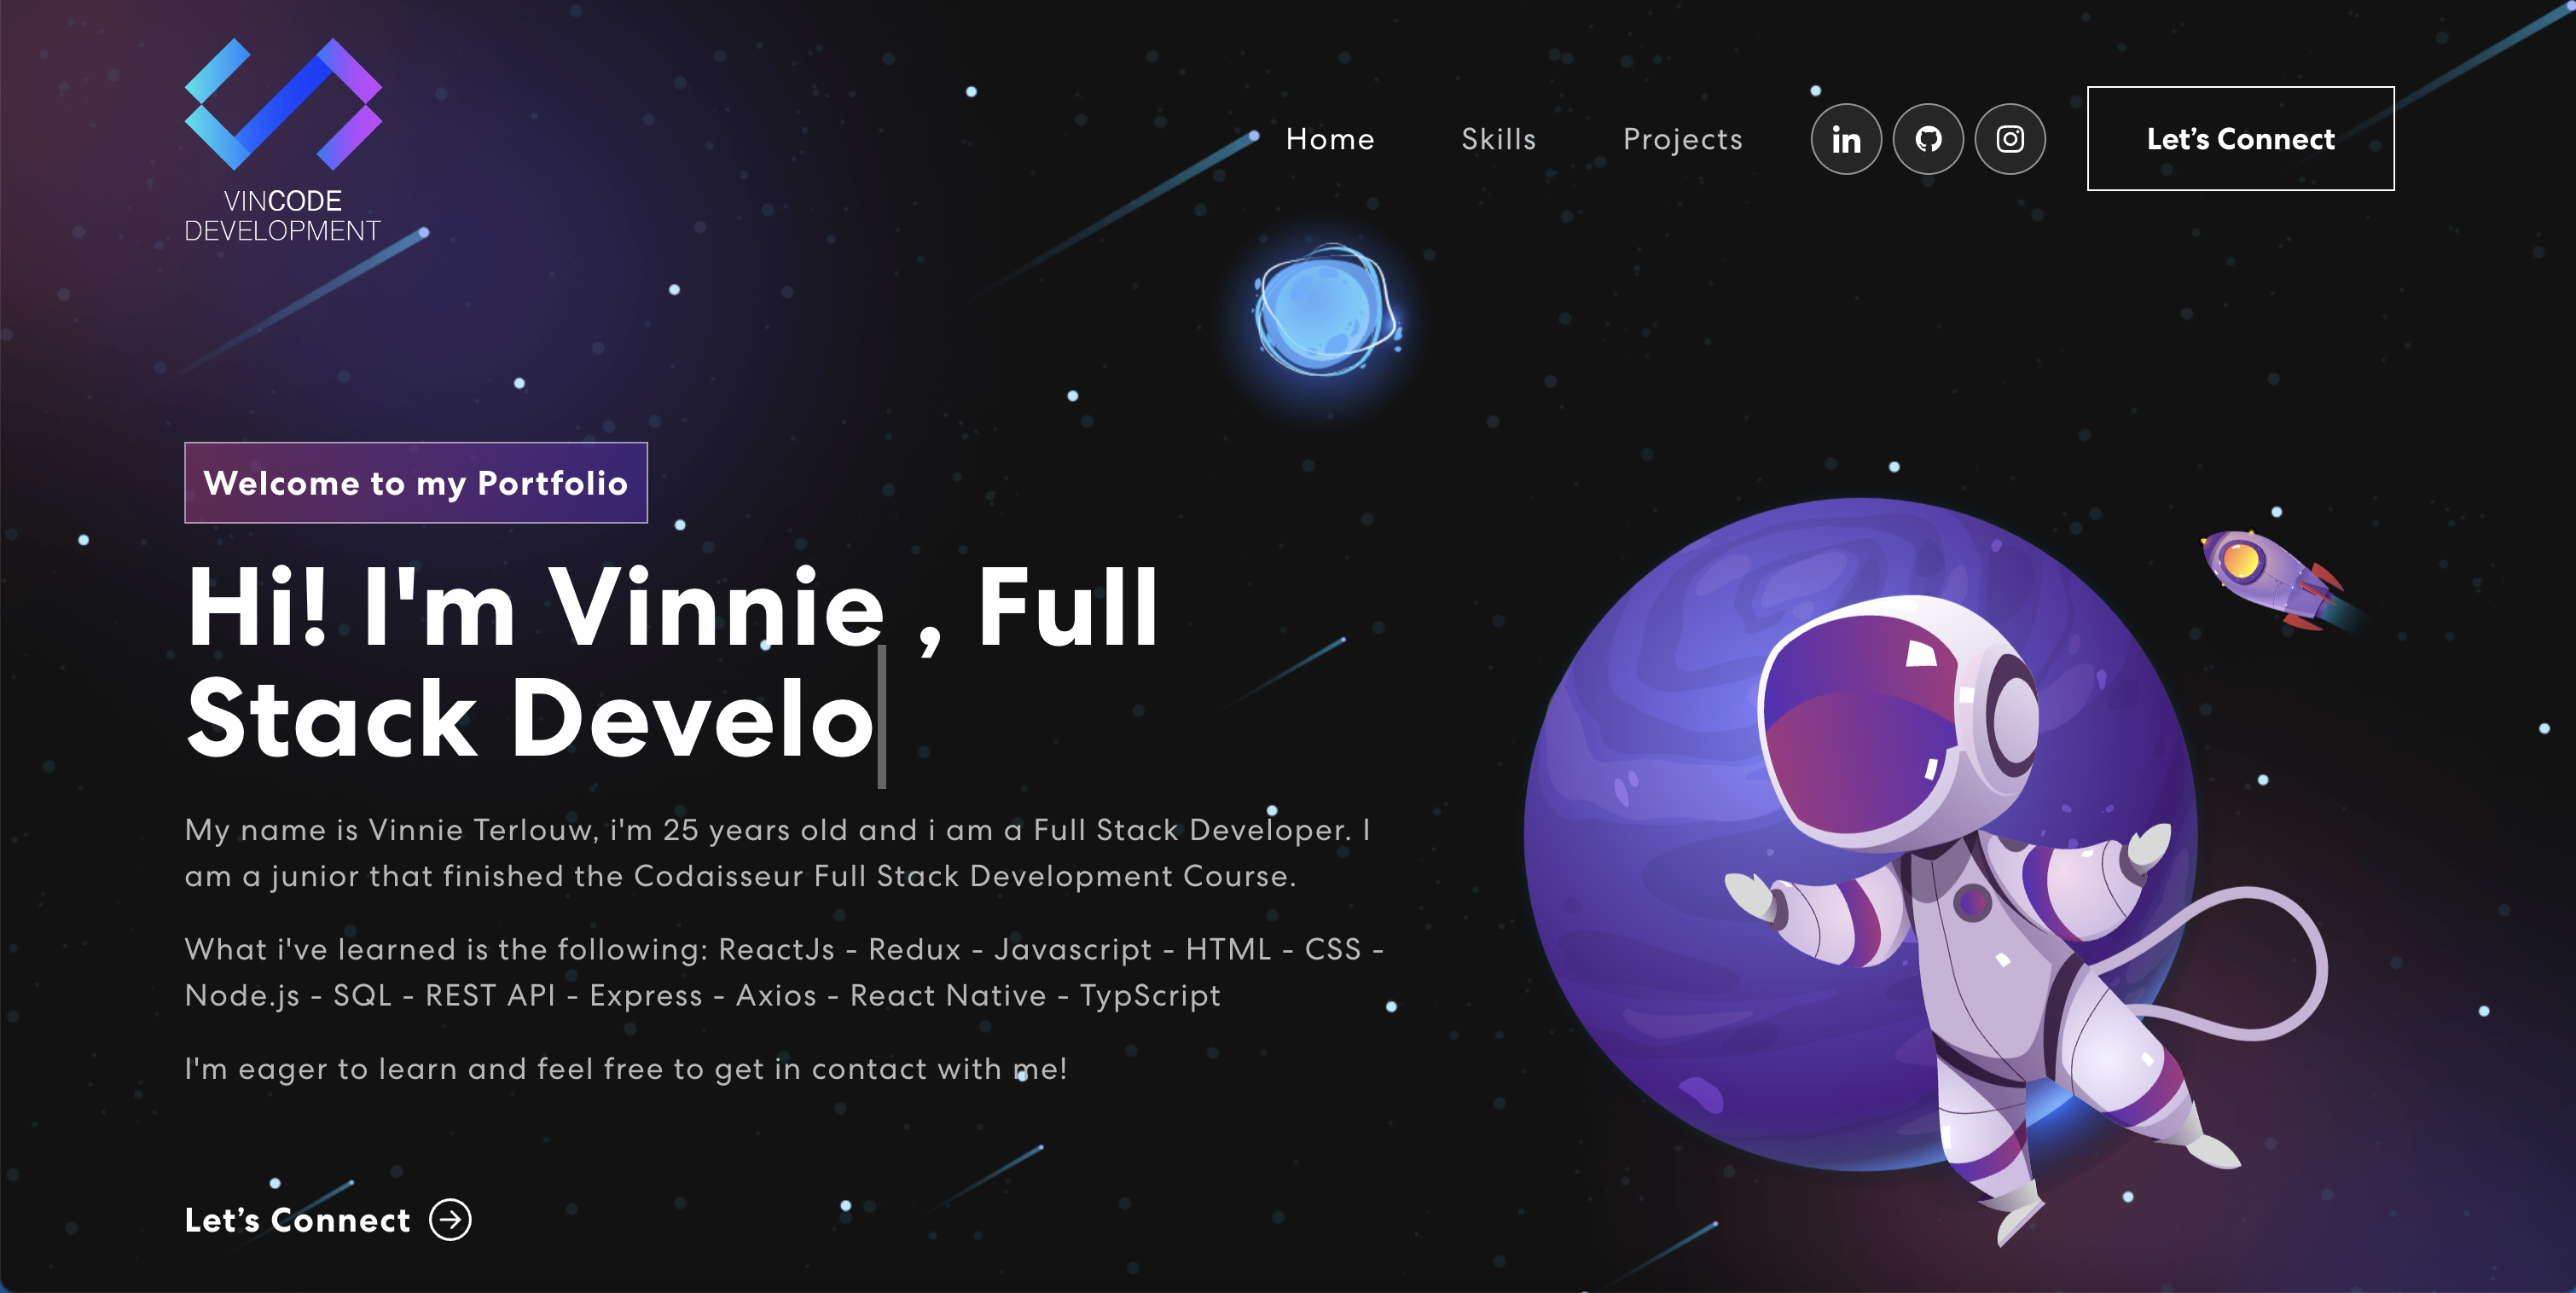 VINCODE
DEVELOPMENT
Home
Skills
Projects
in
Let’s Connect
Welcome to my Portfolio
Hi! I'm Vinnie , Full
Stack Develo
My name is Vinnie Terlouw, i'm 25 years old and i am a Full Stack Developer. I
am a junior that finished the Codaisseur Full Stack Development Course.
What i've learned is the following: ReactJs - Redux - Javascript - HTML - CSS -
Node.js - SQL - REST API - Express - Axios - React Native - TypScript
I'm eager to learn and feel free to get in contact with me!
Let’s Connect